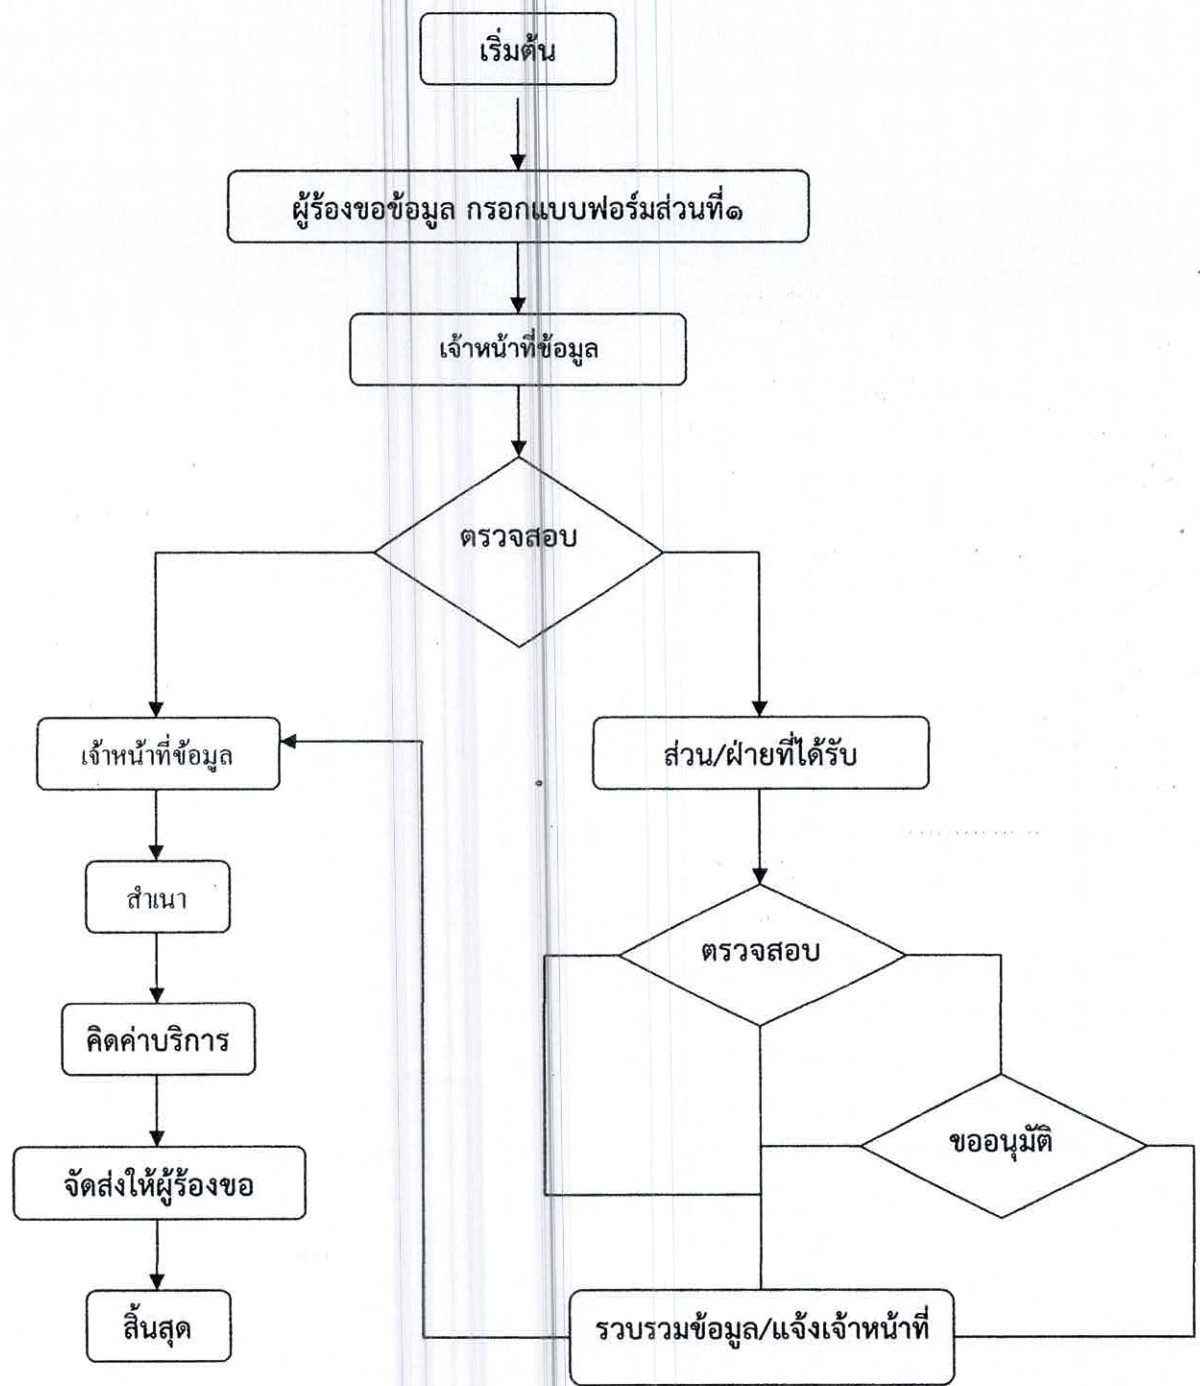 เริ่มต้น
ผู้ร้องขอข้อมูล กรอกแบบฟอร์มส่วนที่๑
เจ้าหน้าที่ข้อมูล
ตรวจสอบ
เจ้าหน้าที่ข้อมูล
ส่วน/ฝ่ายที่ได้รับ
สำเนา
ตรวจสอบ
คิดค่าบริการ
ขออนุมัติ
จัดส่งให้ผู้ร้องขอ
สิ้นสุด
รวบรวมข้อมูล/แจ้งเจ้าหน้าที่